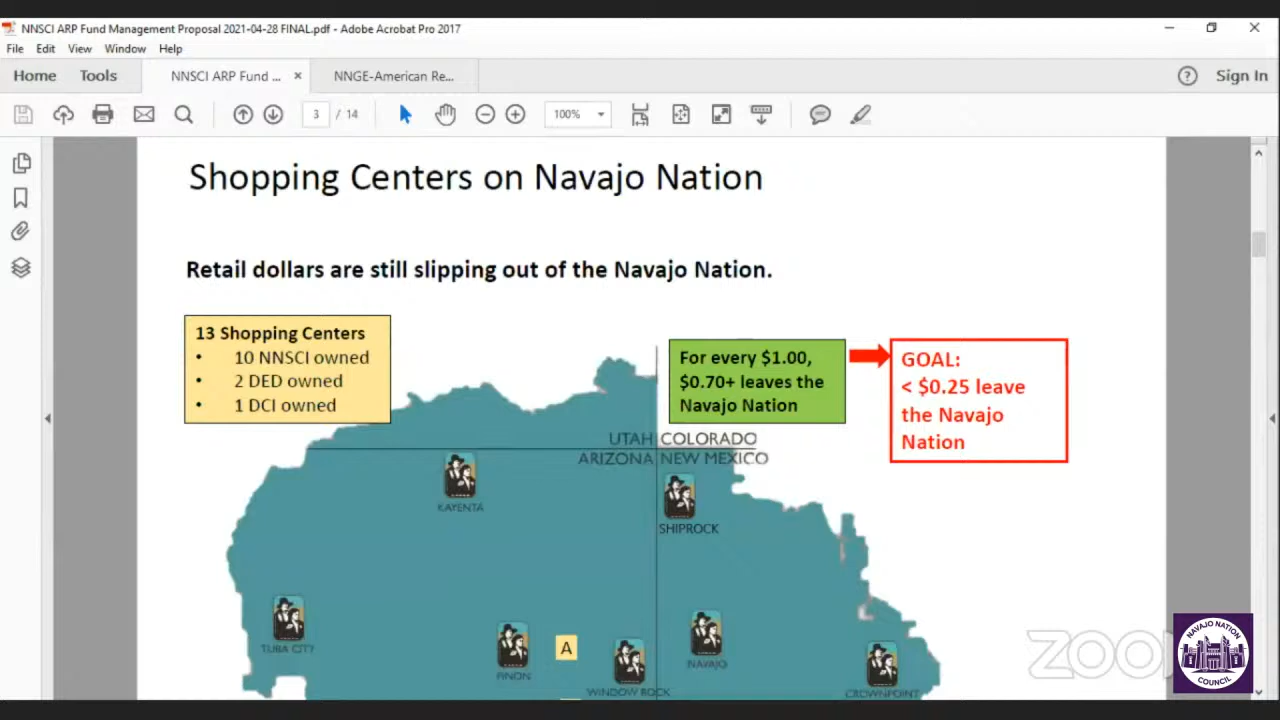 NNSCI ARP Fund Management Proposal 2021-04-28 FINAL.pdf - Adobe Acrobat Pro 2017
File Edit View Window Help
Home Tools NNSCI ARP Fund ... × NNGE-American Re... ? Sign In
3 / 14 100%
Shopping Centers on Navajo Nation
Retail dollars are still slipping out of the Navajo Nation.
13 Shopping Centers
• 10 NNSCI owned
• 2 DED owned
• 1 DCI owned
For every $1.00,
$0.70+ leaves the
Navajo Nation
GOAL:
< $0.25 leave
the Navajo
Nation
UTAH COLORADO
ARIZONA NEW MEXICO
KAYENTA
SHIPROCK
TUBA CITY
PINON
A
WINDOW ROCK
NAVAJO
CROWNPOINT
ZOO
NAVAJO NATION
COUNCIL